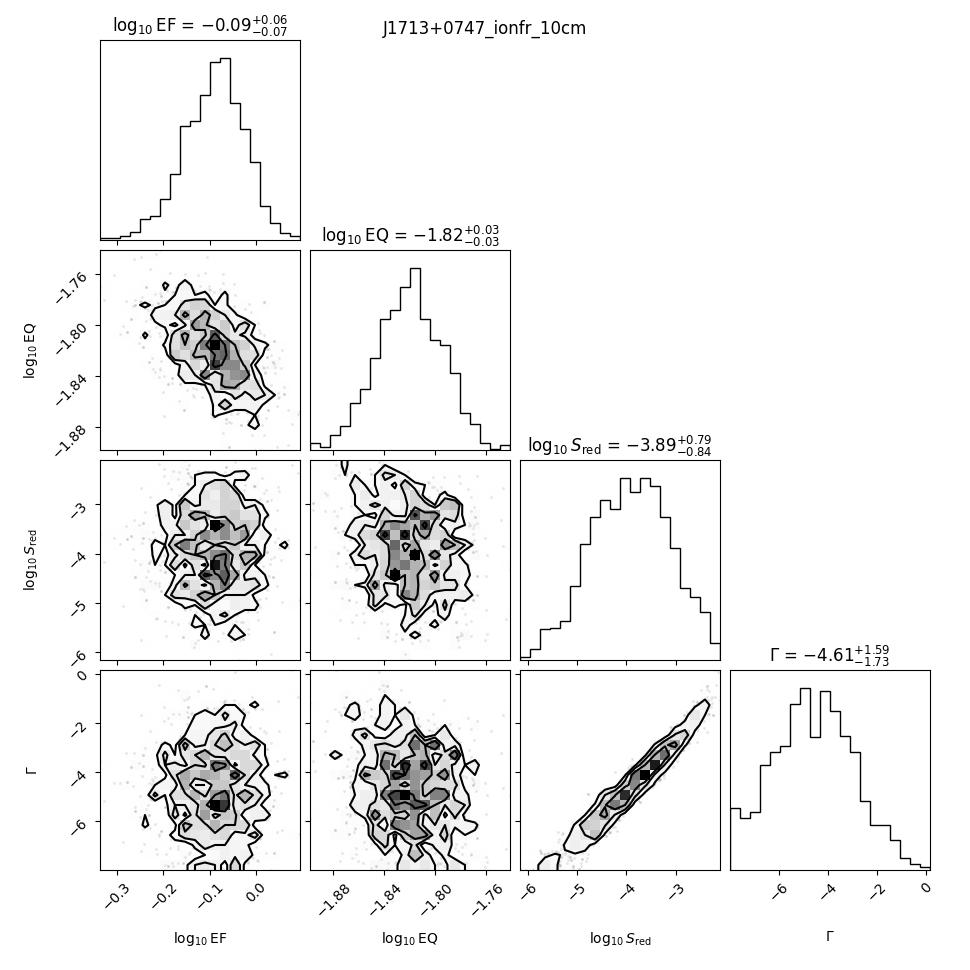 J1713+0747_ionfr_10cm
log₁₀ EF = −0.09+0.06 −0.07
log₁₀ EQ = −1.82+0.03 −0.03
−1.76
−1.80
−1.84
−1.88
log₁₀ EQ
log₁₀ S_red = −3.89+0.79 −0.84
−3
−4
−5
−6
log₁₀ S_red
Γ = −4.61+1.59 −1.73
0
−2
−4
−6
Γ
−0.3 −0.2 −0.1 0.0 −1.88 −1.84 −1.80 −1.76 −6 −5 −4 −3 −6 −4 −2 0
log₁₀ EF log₁₀ EQ log₁₀ S_red Γ